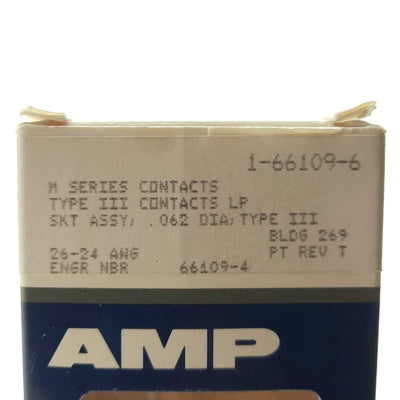 1-66109-6
M SERIES CONTACTS
TYPE III CONTACTS LP
SKT ASSY, .062 DIA,TYPE III
BLDG 269
26-24 AWG PT REV T
ENGR NBR 66109-4
AMP